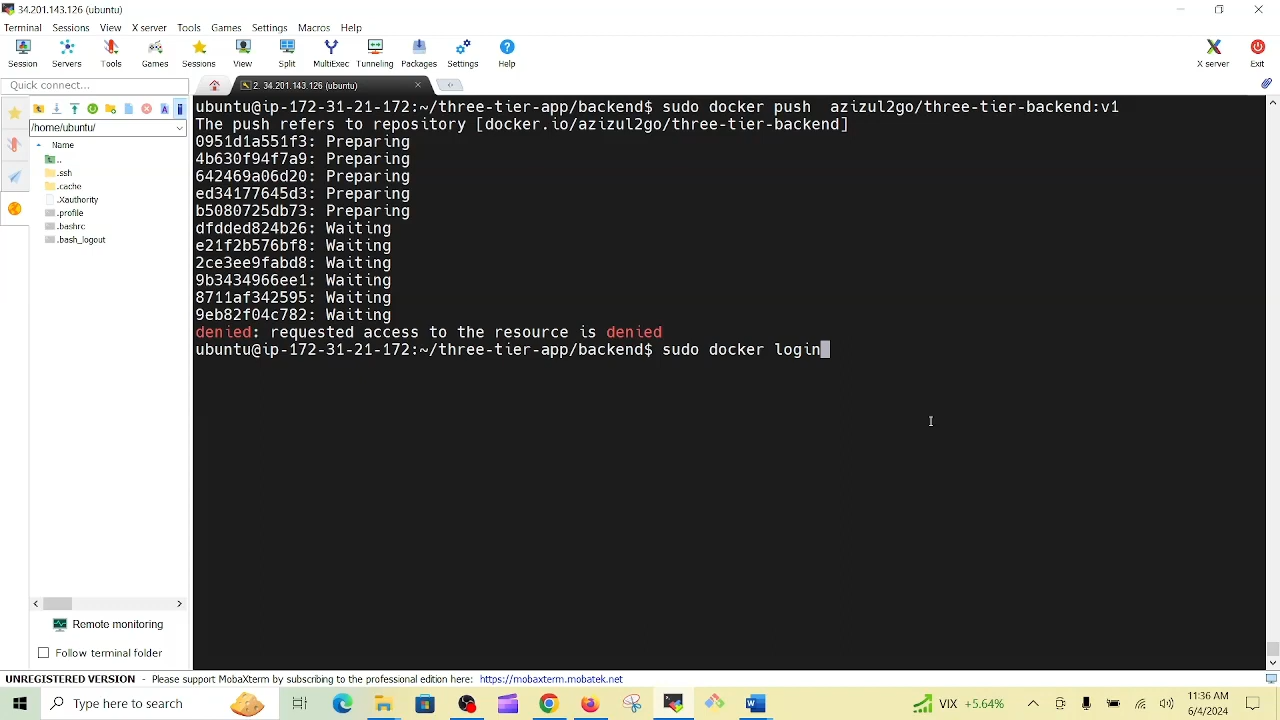 34.201.143.126 (ubuntu)
Terminal Sessions View X server Tools Games Settings Macros Help
Session Servers Tools Games Sessions View Split MultiExec Tunneling Packages Settings Help X server Exit
Quick connect...
2. 34.201.143.126 (ubuntu)
/home/ubuntu/
Name
..
.ssh
.cache
.Xauthority
.profile
.bashrc
.bash_logout
ubuntu@ip-172-31-21-172:~/three-tier-app/backend$ sudo docker push  azizul2go/three-tier-backend:v1
The push refers to repository [docker.io/azizul2go/three-tier-backend]
0951d1a551f3: Preparing
4b630f94f7a9: Preparing
642469a06d20: Preparing
ed34177645d3: Preparing
b5080725db73: Preparing
dfdded824b26: Waiting
e21f2b576bf8: Waiting
2ce3ee9fabd8: Waiting
9b3434966ee1: Waiting
8711af342595: Waiting
9eb82f04c782: Waiting
denied: requested access to the resource is denied
ubuntu@ip-172-31-21-172:~/three-tier-app/backend$ sudo docker login
Remote monitoring
Follow terminal folder
UNREGISTERED VERSION - Please support MobaXterm by subscribing to the professional edition here: https://mobaxterm.mobatek.net
Type here to search
VIX +5.64%
11:36 AM
6/4/2024